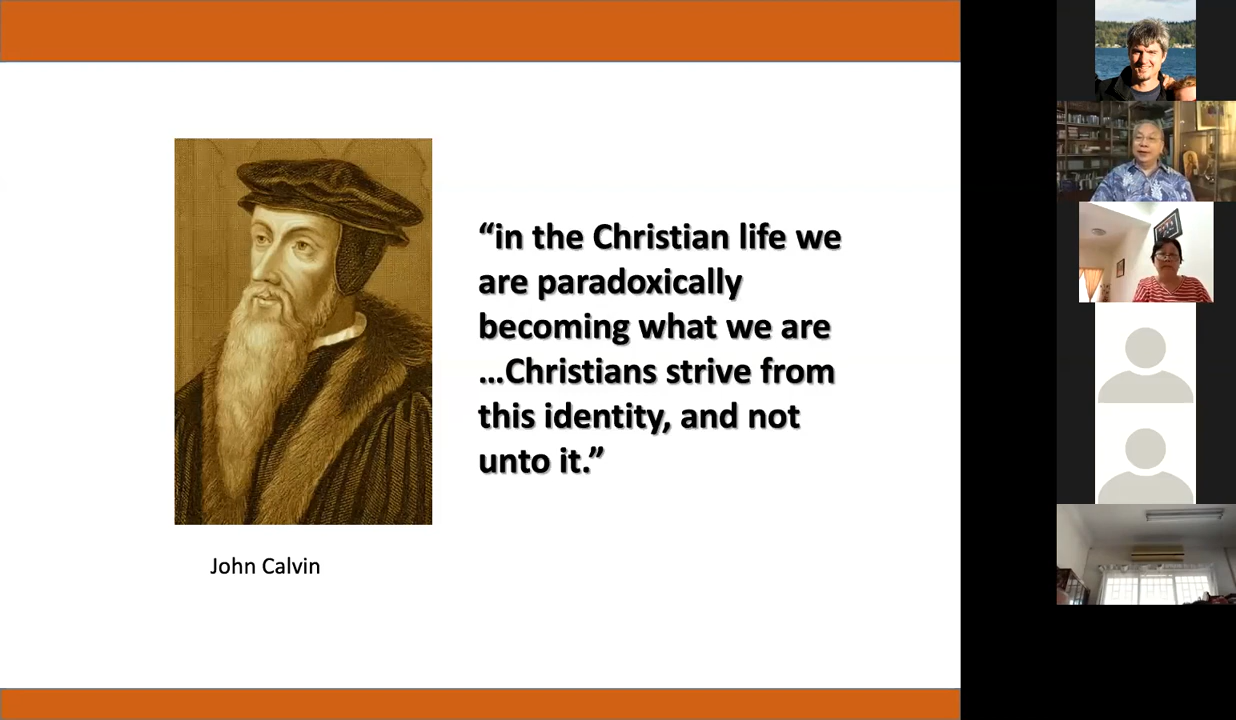 “in the Christian life we
are paradoxically
becoming what we are
…Christians strive from
this identity, and not
unto it.”
John Calvin